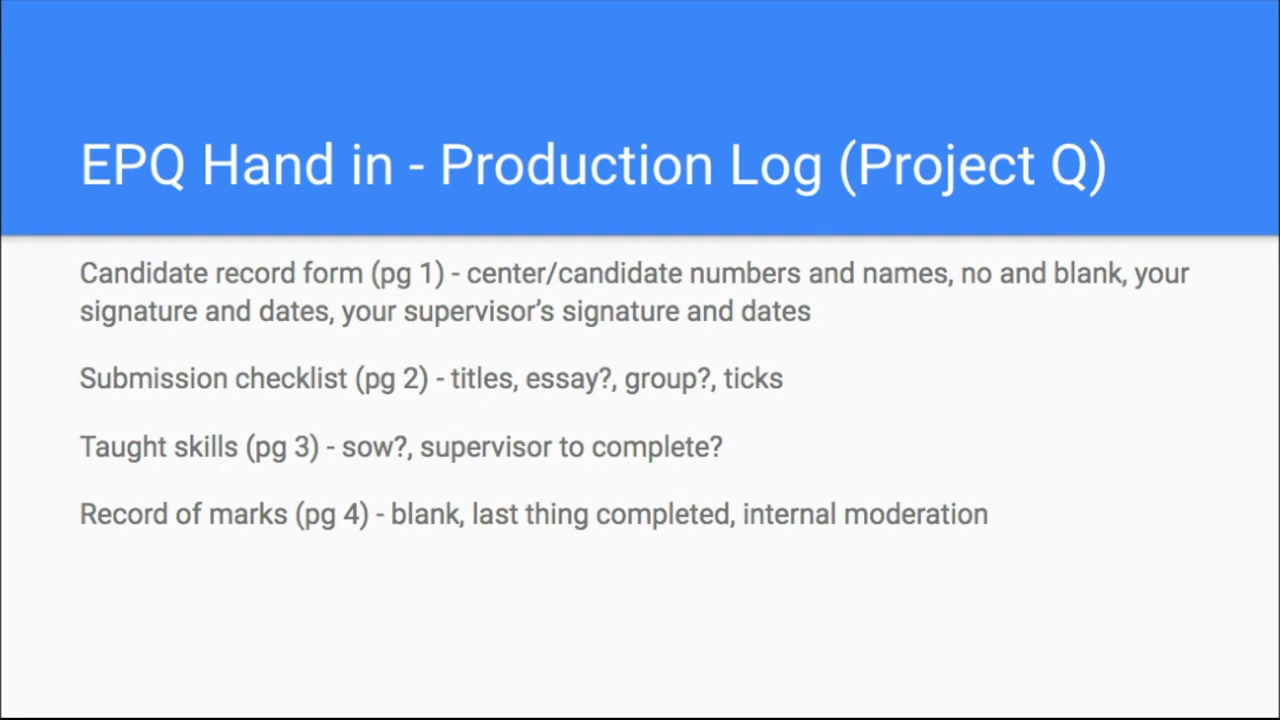 EPQ Hand in - Production Log (Project Q)
Candidate record form (pg 1) - center/candidate numbers and names, no and blank, your
signature and dates, your supervisor's signature and dates
Submission checklist (pg 2) - titles, essay?, group?, ticks
Taught skills (pg 3) - sow?, supervisor to complete?
Record of marks (pg 4) - blank, last thing completed, internal moderation